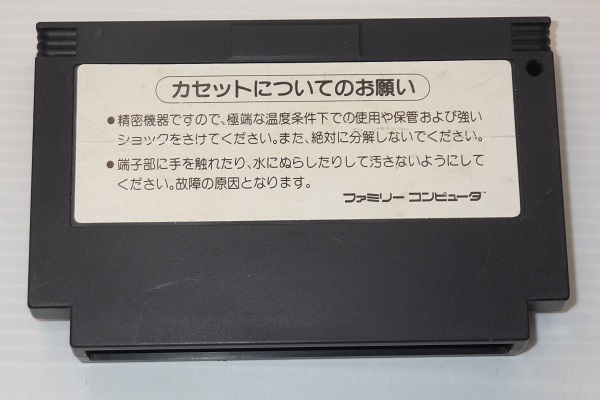 カセットについてのお願い
●精密機器ですので、極端な温度条件下での使用や保管および強い
ショックをさけてください。また、絶対に分解しないでください。
●端子部に手を触れたり、水にぬらしたりして汚さないようにして
ください。故障の原因となります。
ファミリー コンピュータ™